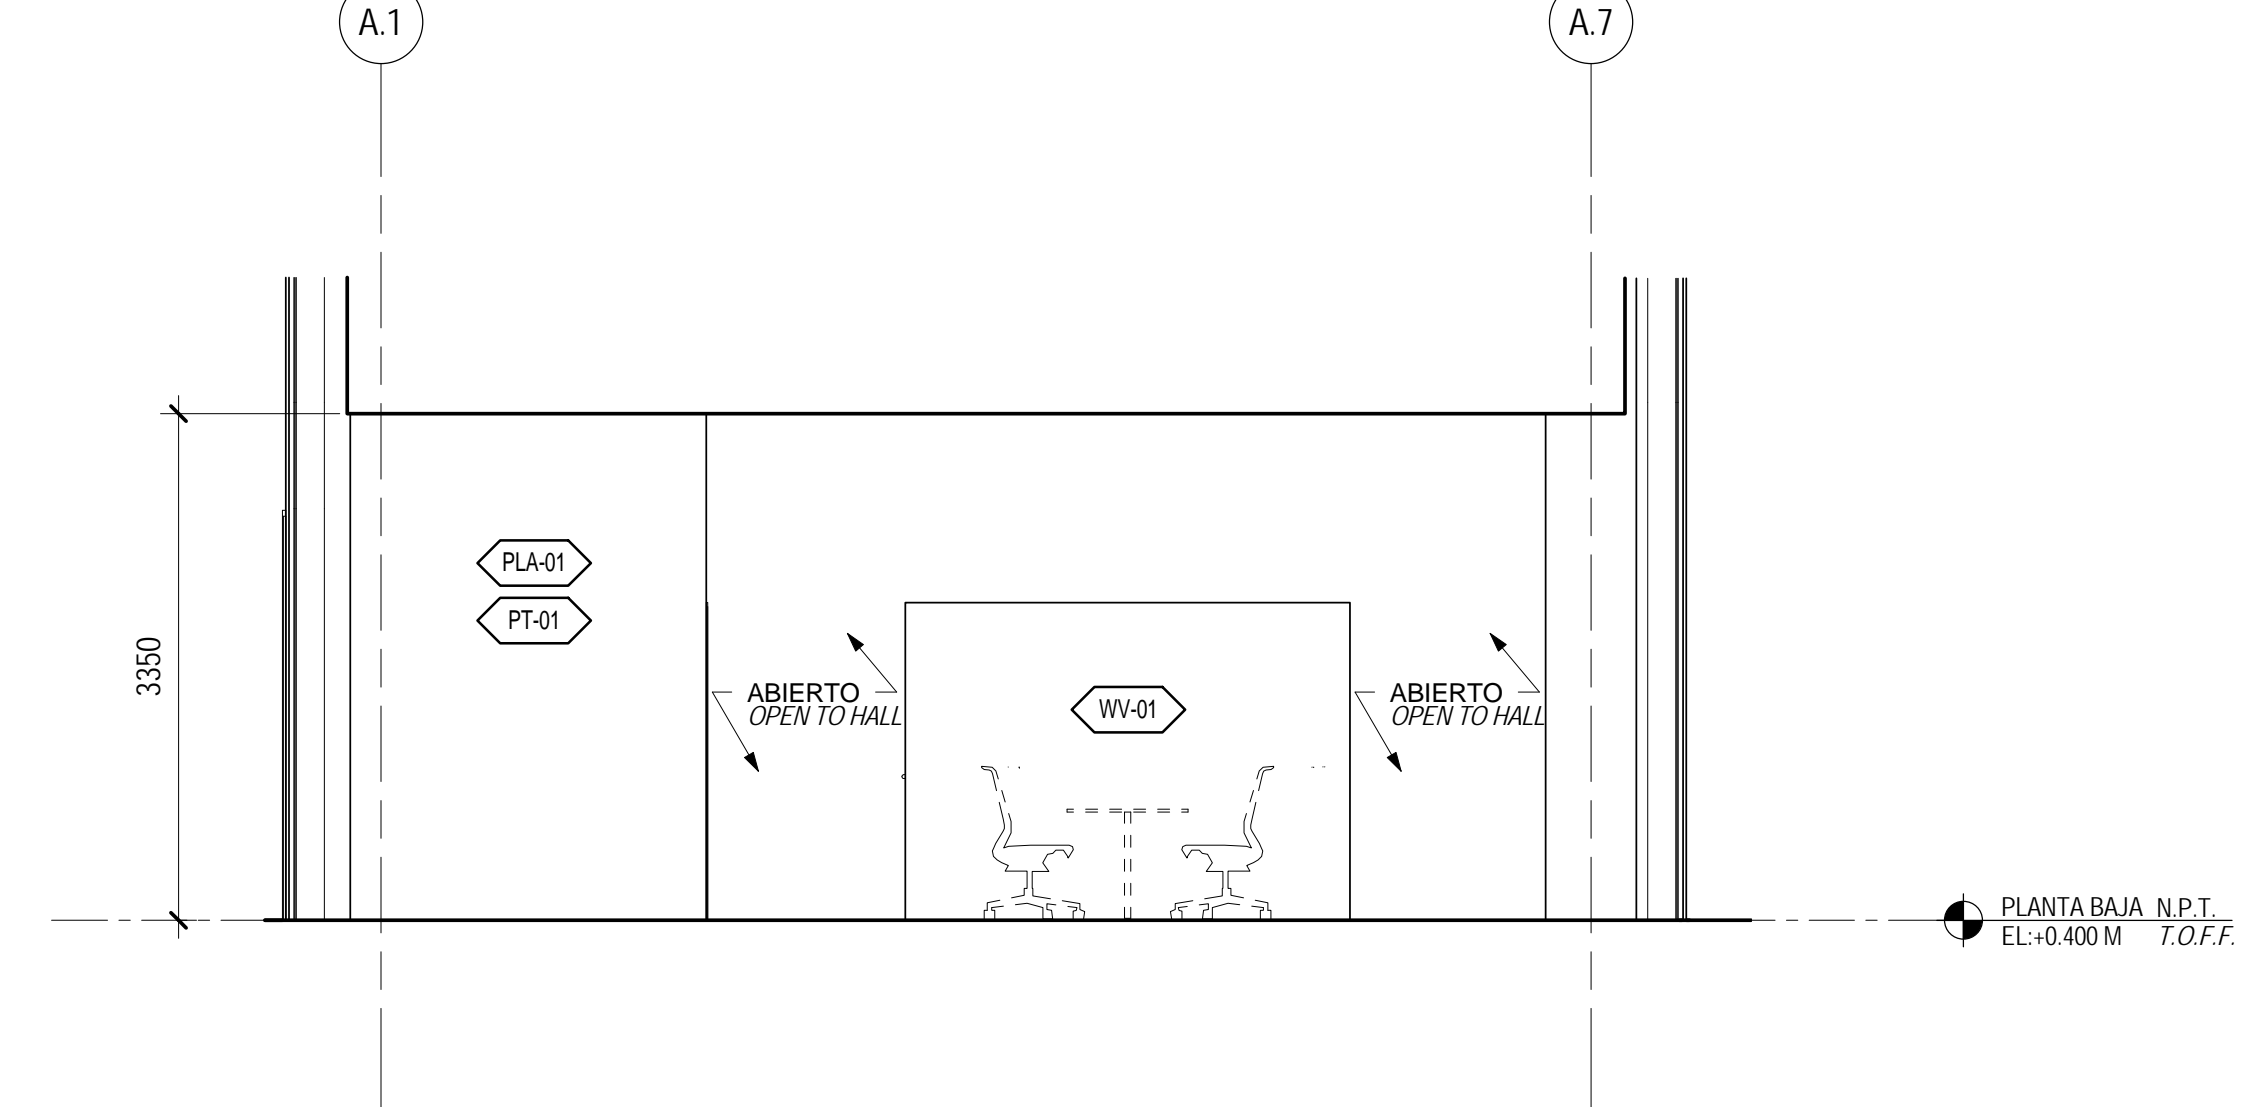 A.1
A.7
PLA-01
PT-01
3350
ABIERTO
OPEN TO HALL
WV-01
ABIERTO
OPEN TO HALL
PLANTA BAJA N.P.T.
EL:+0.400 M T.O.F.F.